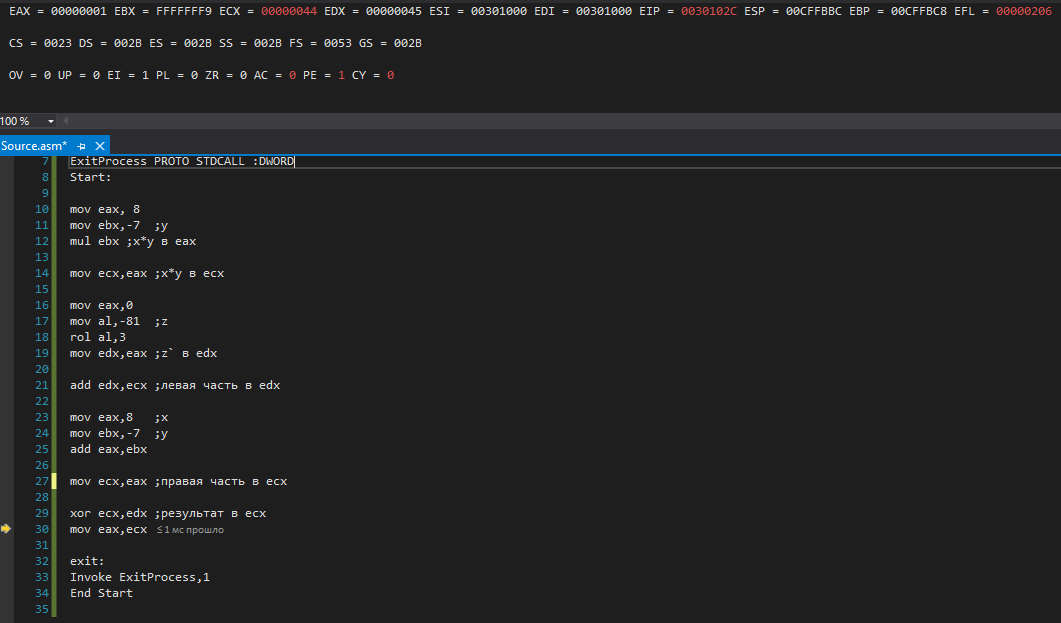 EAX = 00000001 EBX = FFFFFFF9 ECX = 00000044 EDX = 00000045 ESI = 00301000 EDI = 00301000 EIP = 0030102C ESP = 00CFFBBC EBP = 00CFFBC8 EFL = 00000206
CS = 0023 DS = 002B ES = 002B SS = 002B FS = 0053 GS = 002B
OV = 0 UP = 0 EI = 1 PL = 0 ZR = 0 AC = 0 PE = 1 CY = 0
100 %
Source.asm*
7 ExitProcess PROTO STDCALL :DWORD
8 Start:
9
10 mov eax, 8
11 mov ebx,-7 ;y
12 mul ebx ;x*y в eax
13
14 mov ecx,eax ;x*y в ecx
15
16 mov eax,0
17 mov al,-81 ;z
18 rol al,3
19 mov edx,eax ;z` в edx
20
21 add edx,ecx ;левая часть в edx
22
23 mov eax,8 ;x
24 mov ebx,-7 ;y
25 add eax,ebx
26
27 mov ecx,eax ;правая часть в ecx
28
29 xor ecx,edx ;результат в ecx
30 mov eax,ecx ≤1 мс прошло
31
32 exit:
33 Invoke ExitProcess,1
34 End Start
35